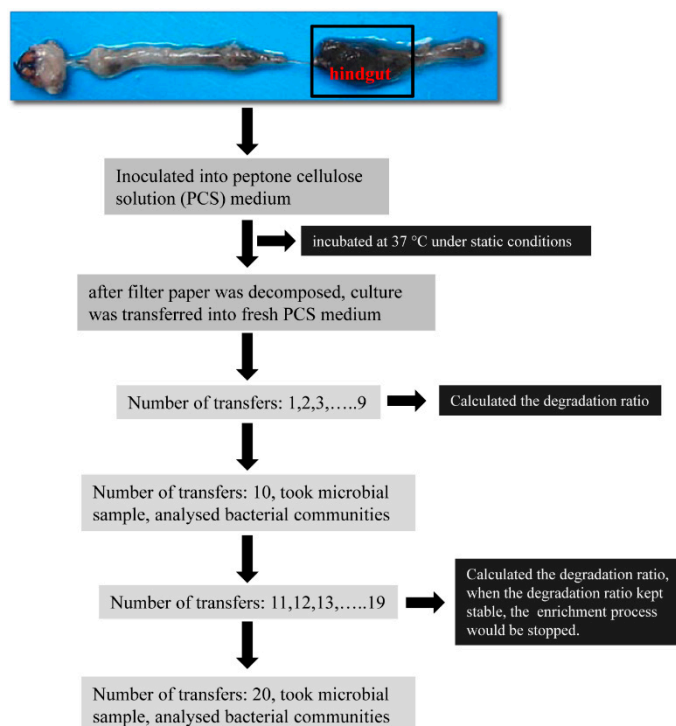 hindgut
Inoculated into peptone cellulose
solution (PCS) medium
incubated at 37 °C under static conditions
after filter paper was decomposed, culture
was transferred into fresh PCS medium
Number of transfers: 1,2,3,…..9
Calculated the degradation ratio
Number of transfers: 10, took microbial
sample, analysed bacterial communities
Number of transfers: 11,12,13,…..19
Calculated the degradation ratio,
when the degradation ratio kept
stable, the enrichment process
would be stopped.
Number of transfers: 20, took microbial
sample, analysed bacterial communities